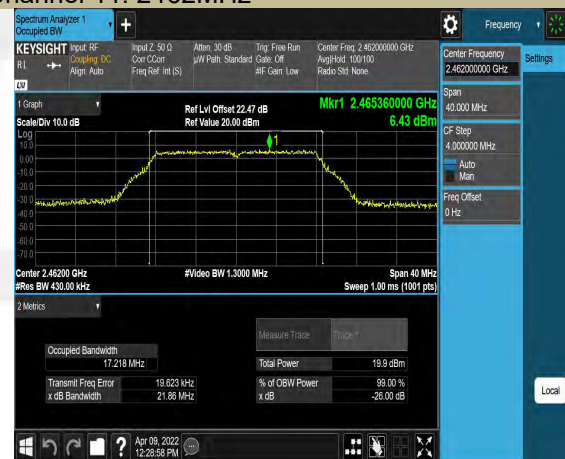 Channel 11: 2462MHz
Spectrum Analyzer 1
Occupied BW
Frequency
KEYSIGHT
Input: RF
Input Z: 50 Ω
Atten: 30 dB
Trig: Free Run
Center Freq: 2.462000000 GHz
RL
Coupling: DC
Corr CCorr
µW Path: Standard
Gate: Off
Avg|Hold: 100/100
Align: Auto
Freq Ref: Int (S)
#IF Gain: Low
Radio Std: None
LXI
Center Frequency
2.462000000 GHz
Settings
Span
40.000 MHz
CF Step
4.000000 MHz
Auto
Man
Freq Offset
0 Hz
1 Graph
Scale/Div 10.0 dB
Ref Lvl Offset 22.47 dB
Ref Value 20.00 dBm
Mkr1 2.465360000 GHz
6.43 dBm
Log
10.0
0.00
-10.0
-20.0
-30.0
-40.0
-50.0
-60.0
-70.0
1
Center 2.46200 GHz
#Video BW 1.3000 MHz
Span 40 MHz
#Res BW 430.00 kHz
Sweep 1.00 ms (1001 pts)
2 Metrics
Measure Trace
Occupied Bandwidth
17.218 MHz
Total Power 19.9 dBm
Transmit Freq Error 19.623 kHz
% of OBW Power 99.00 %
x dB Bandwidth 21.86 MHz
x dB -26.00 dB
Local
?
Apr 09, 2022
12:28:58 PM